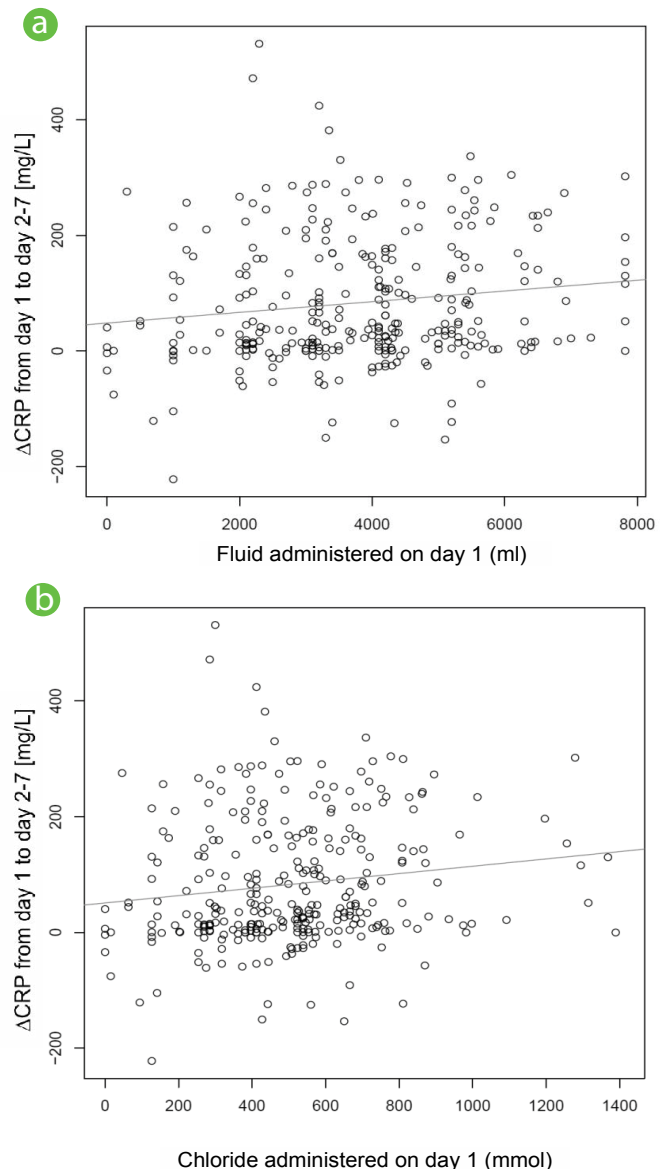 a
ΔCRP from day 1 to day 2-7 [mg/L]
400
200
0
−200
0 2000 4000 6000 8000
Fluid administered on day 1 (ml)
b
ΔCRP from day 1 to day 2-7 [mg/L]
400
200
0
−200
0 200 400 600 800 1000 1200 1400
Chloride administered on day 1 (mmol)